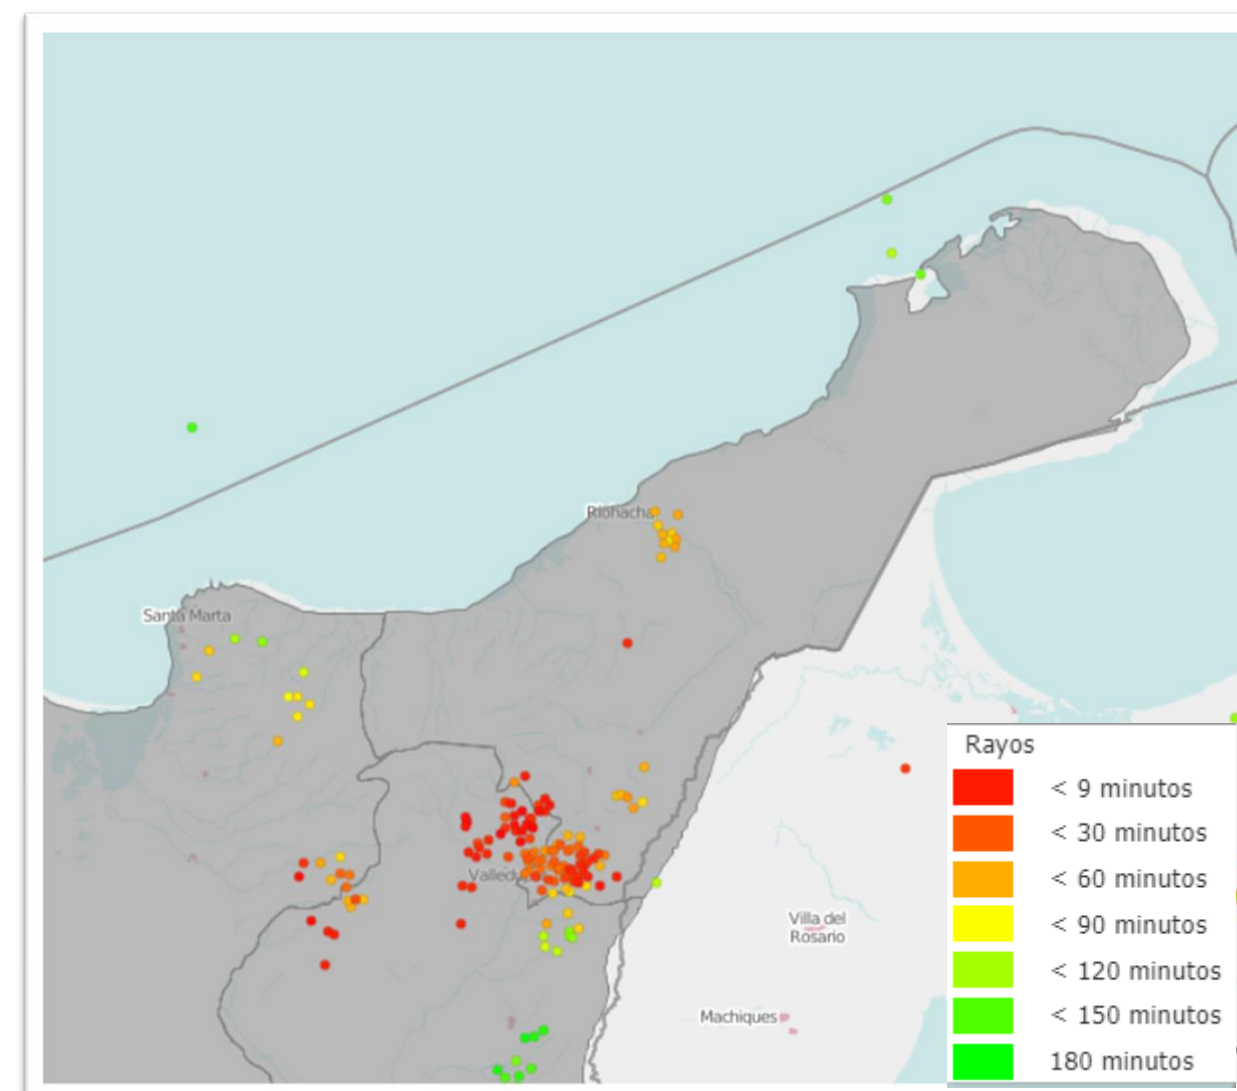 Riohacha
Santa Marta
Rayos
< 9 minutos
< 30 minutos
< 60 minutos
< 90 minutos
< 120 minutos
< 150 minutos
180 minutos
Villa del
Rosario
Machiques